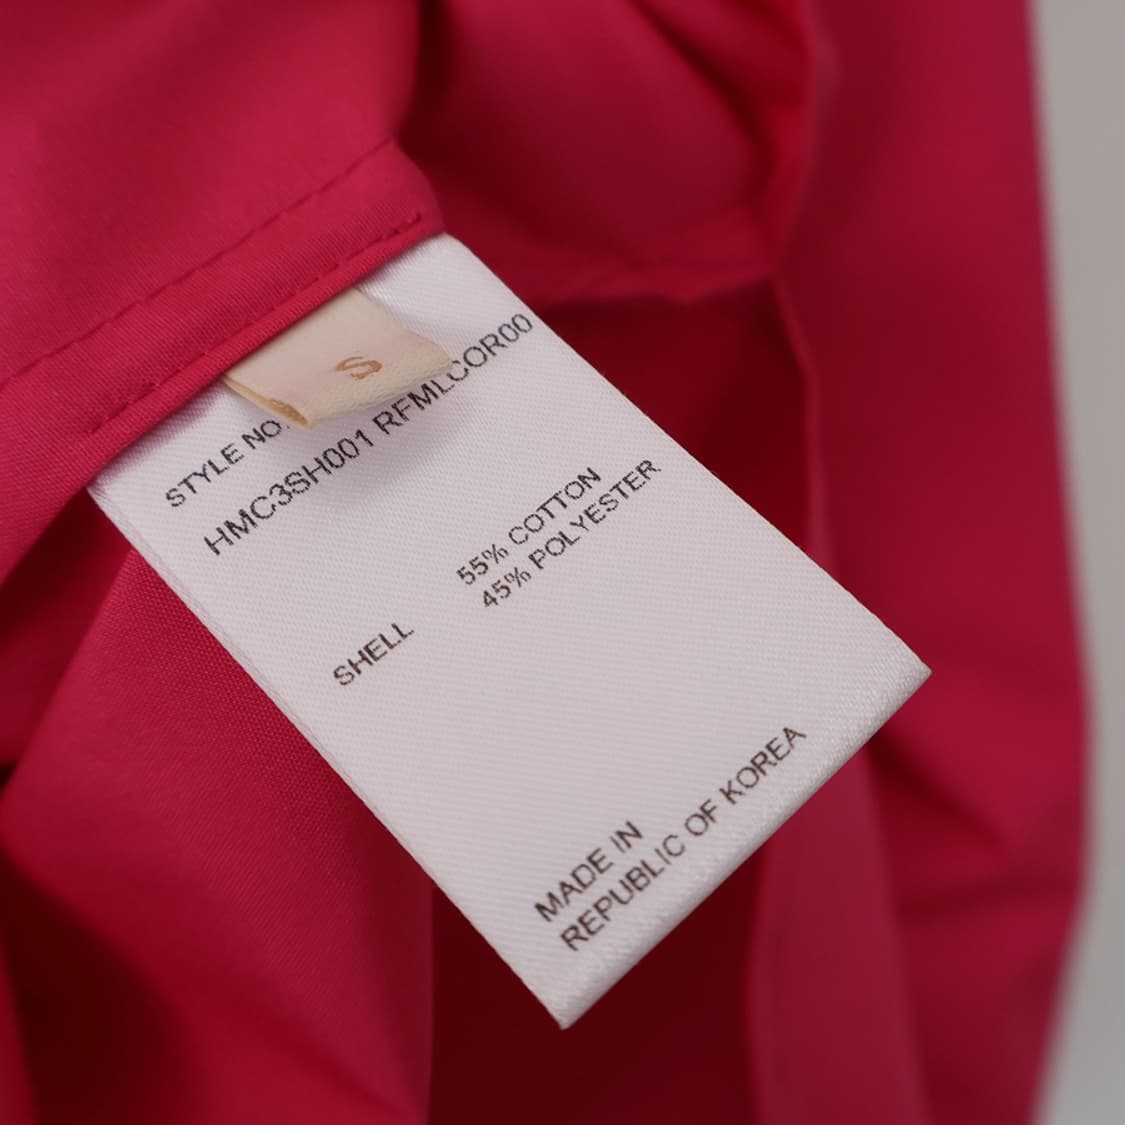 S
STYLE NO.
HMC3SH001 RFMLCOR00
55% COTTON
45% POLYESTER
SHELL
MADE IN
REPUBLIC OF KOREA